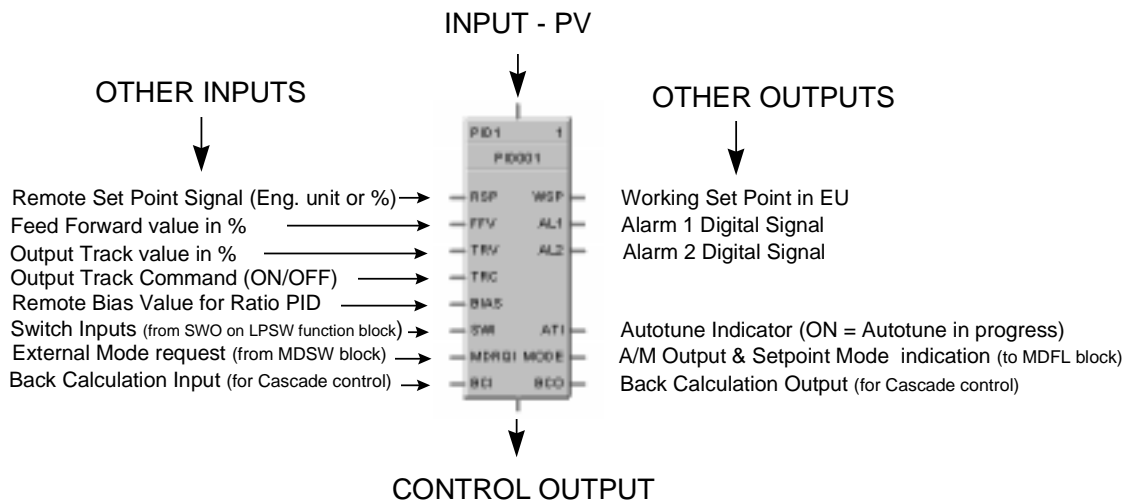 INPUT - PV
OTHER INPUTS
OTHER OUTPUTS
PID1 1
PID001
Remote Set Point Signal (Eng. unit or %) RSP WSP Working Set Point in EU
Feed Forward value in % FFV AL1 Alarm 1 Digital Signal
Output Track value in % TRV AL2 Alarm 2 Digital Signal
Output Track Command (ON/OFF) TRC
Remote Bias Value for Ratio PID BIAS
Switch Inputs (from SWO on LPSW function block) SWI ATI Autotune Indicator (ON = Autotune in progress)
External Mode request (from MDSW block) MDRQI MODE A/M Output & Setpoint Mode indication (to MDFL block)
Back Calculation Input (for Cascade control) BCI BCO Back Calculation Output (for Cascade control)
CONTROL OUTPUT